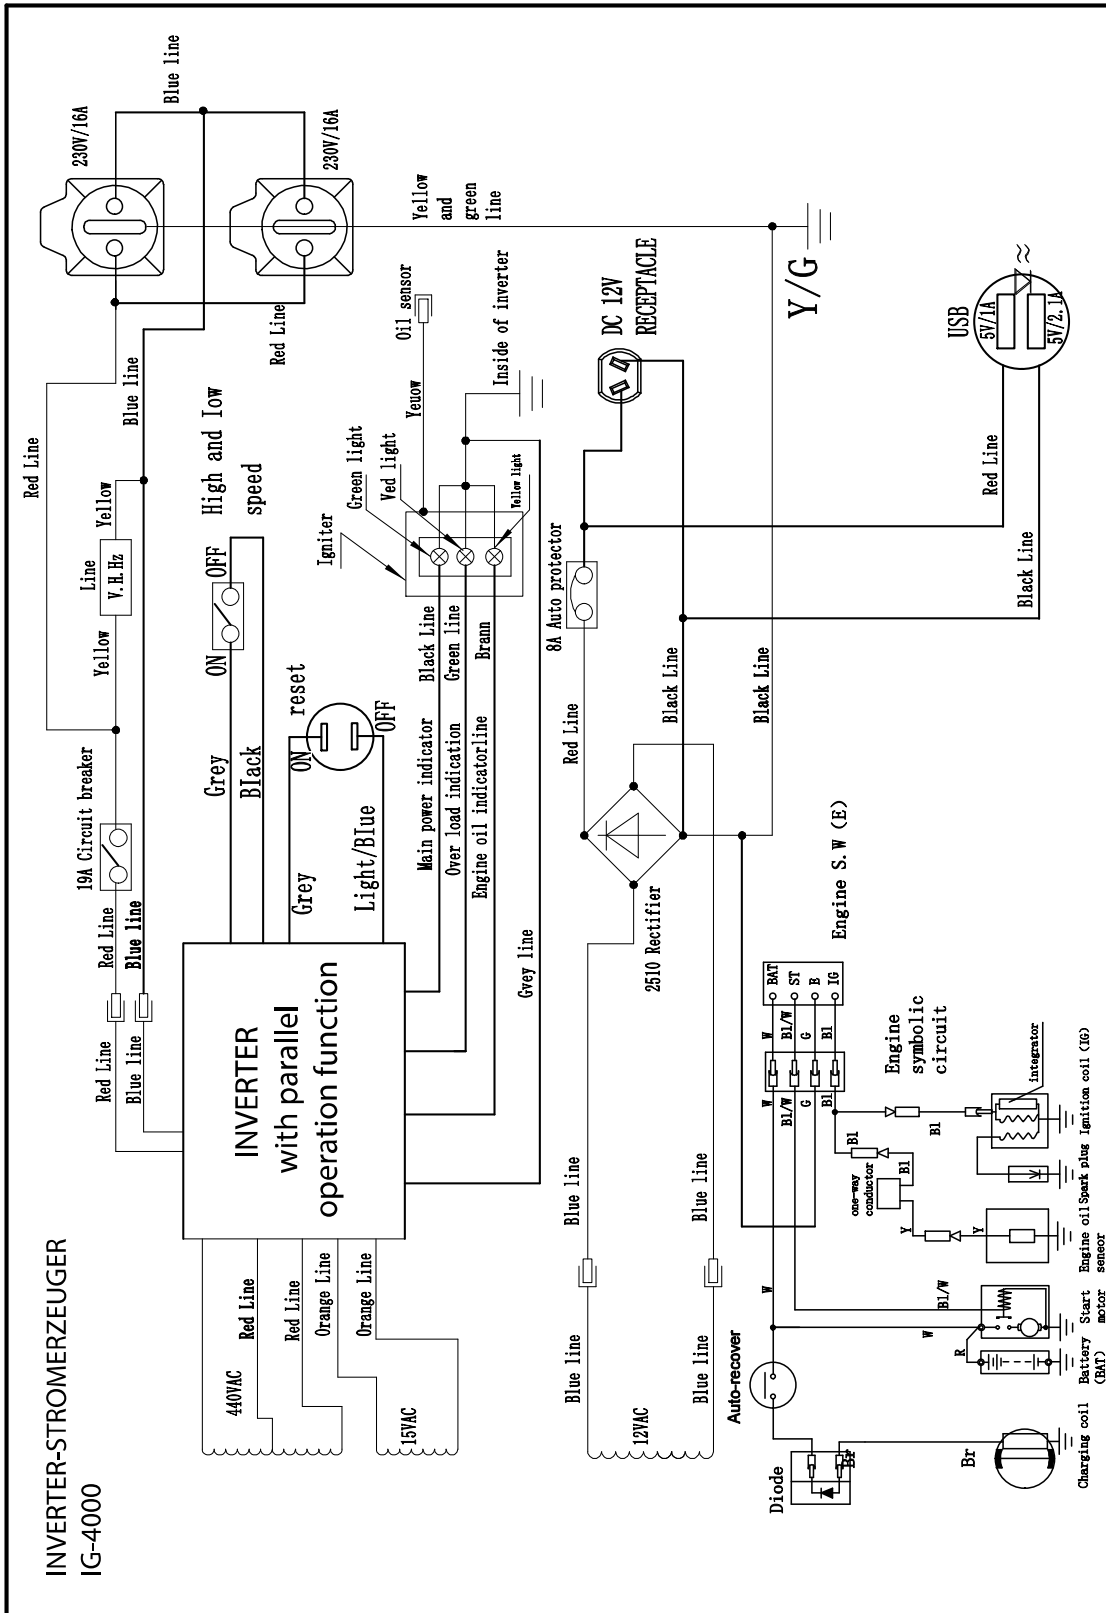 INVERTER-STROMERZEUGER
IG-4000
Blue line
230V/16A
230V/16A
Red Line
Blue line
Red Line
Yellow
and
green
line
Y/G
Yellow
Line
V.H.Hz
Yellow
19A Circuit breaker
Red Line
Blue line
Red Line
Blue line
High and low
speed
OFF
ON
Grey
BIack
reset
ON
OFF
Grey
Light/BIue
Oil sensor
Yeuow
Inside of inverter
Green light
Ved light
Yellow light
Igniter
Black Line
Green line
Brann
Main power indicator
Over load indication
Engine oil indicatorline
Gvey line
INVERTER
with parallel
operation function
440VAC
Red Line
Red Line
Orange Line
Orange Line
15VAC
DC 12V
RECEPTACLE
8A Auto protector
Red Line
Black Line
Black Line
2510 Rectifier
Blue line
Blue line
Blue line
Blue line
12VAC
USB
5V/1A
5V/2.1A
Red Line
Black Line
Engine S.W (E)
BAT
ST
E
IG
W
Bl/W
G
Bl
W
Bl/W
G
Bl
Engine
symbolic
circuit
Bl
Bl
Bl
one-way
conductor
Y
Y
integrator
Ignition coil (IG)
Spark plug
Engine oil
seneor
W
Bl/W
W
R
Start
motor
Battery
(BAT)
Auto-recover
Diode
Br
Br
Charging coil